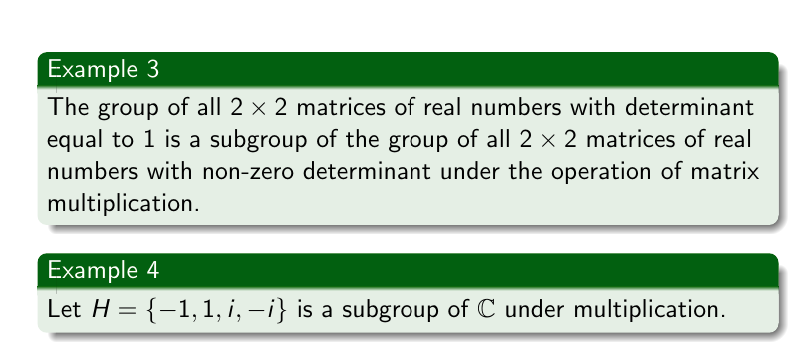 Example 3
The group of all 2 × 2 matrices of real numbers with determinant
equal to 1 is a subgroup of the group of all 2 × 2 matrices of real
numbers with non-zero determinant under the operation of matrix
multiplication.
Example 4
Let H = {−1, 1, i, −i} is a subgroup of ℂ under multiplication.